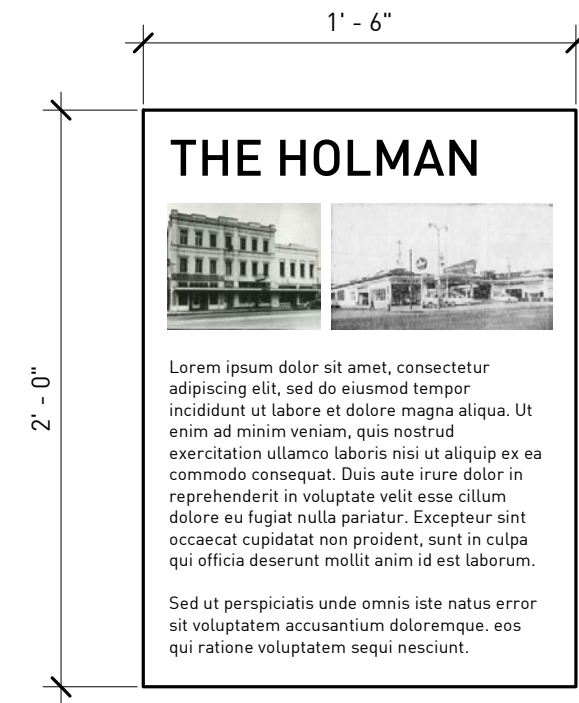 1' - 6"
2' - 0"
THE HOLMAN
Lorem ipsum dolor sit amet, consectetur
adipiscing elit, sed do eiusmod tempor
incididunt ut labore et dolore magna aliqua. Ut
enim ad minim veniam, quis nostrud
exercitation ullamco laboris nisi ut aliquip ex ea
commodo consequat. Duis aute irure dolor in
reprehenderit in voluptate velit esse cillum
dolore eu fugiat nulla pariatur. Excepteur sint
occaecat cupidatat non proident, sunt in culpa
qui officia deserunt mollit anim id est laborum.
Sed ut perspiciatis unde omnis iste natus error
sit voluptatem accusantium doloremque. eos
qui ratione voluptatem sequi nesciunt.